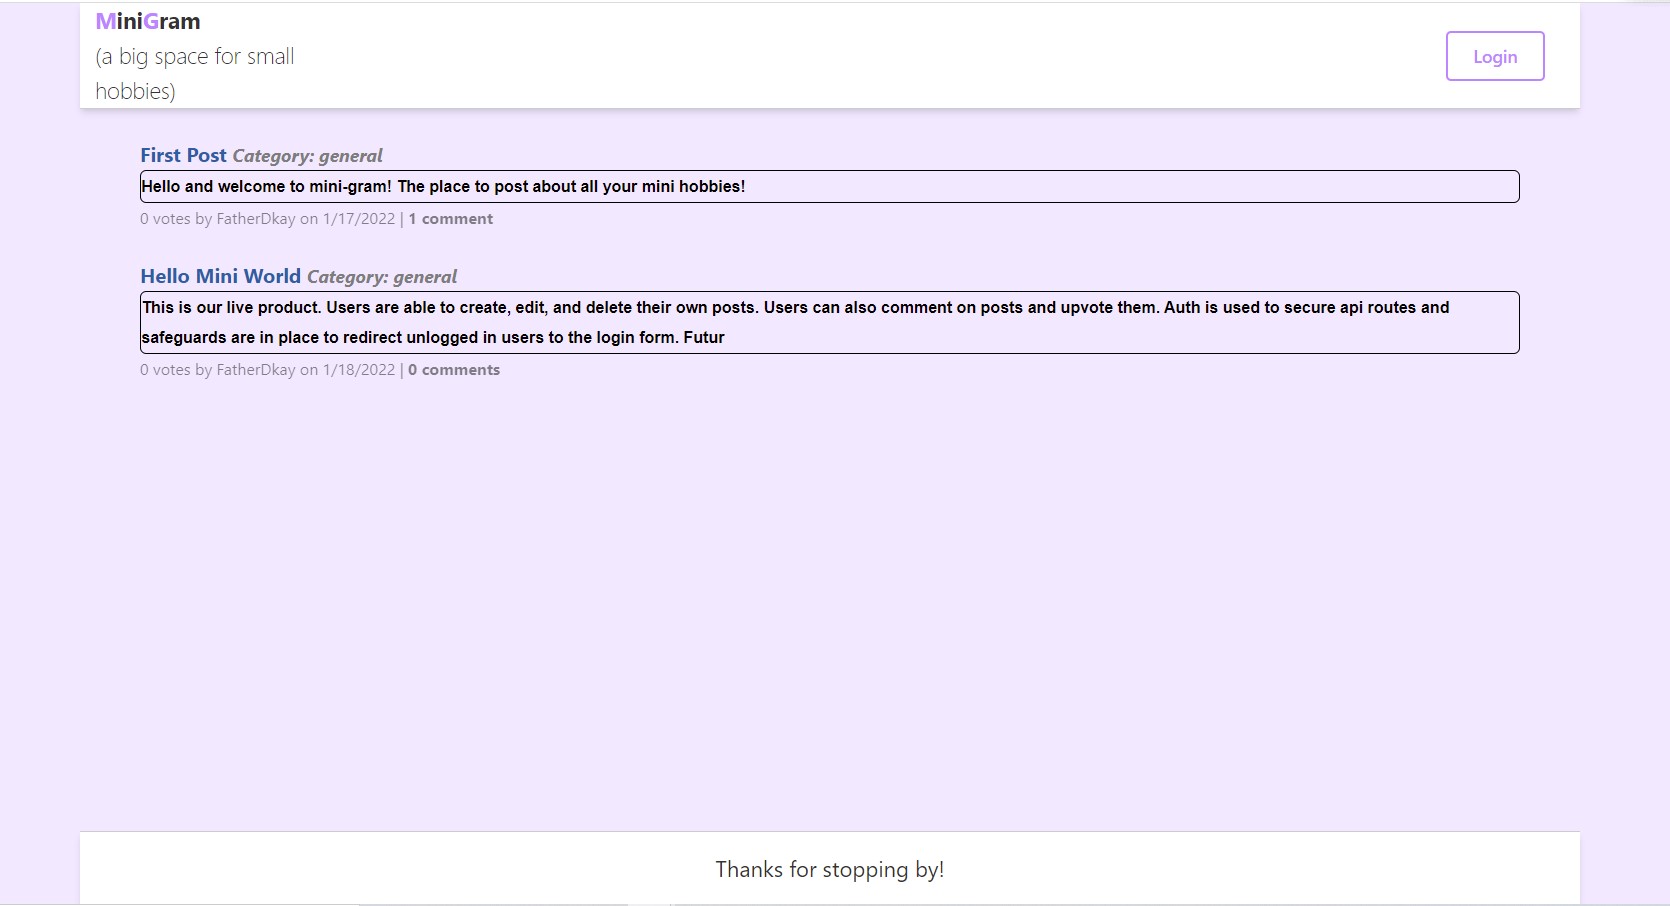 MiniGram
(a big space for small
hobbies)
Login
First Post Category: general
Hello and welcome to mini-gram! The place to post about all your mini hobbies!
0 votes by FatherDkay on 1/17/2022 | 1 comment
Hello Mini World Category: general
This is our live product. Users are able to create, edit, and delete their own posts. Users can also comment on posts and upvote them. Auth is used to secure api routes and
safeguards are in place to redirect unlogged in users to the login form. Futur
0 votes by FatherDkay on 1/18/2022 | 0 comments
Thanks for stopping by!